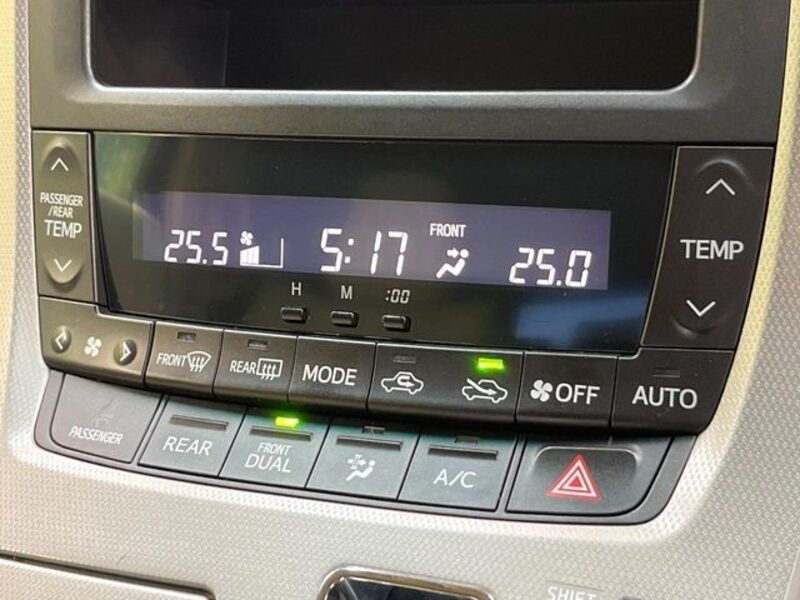 PASSENGER
/REAR
TEMP
25.5
5:17
FRONT
25.0
TEMP
H
M
:00
FRONT
REAR
MODE
OFF
AUTO
PASSENGER
REAR
FRONT
DUAL
A/C
SHIFT